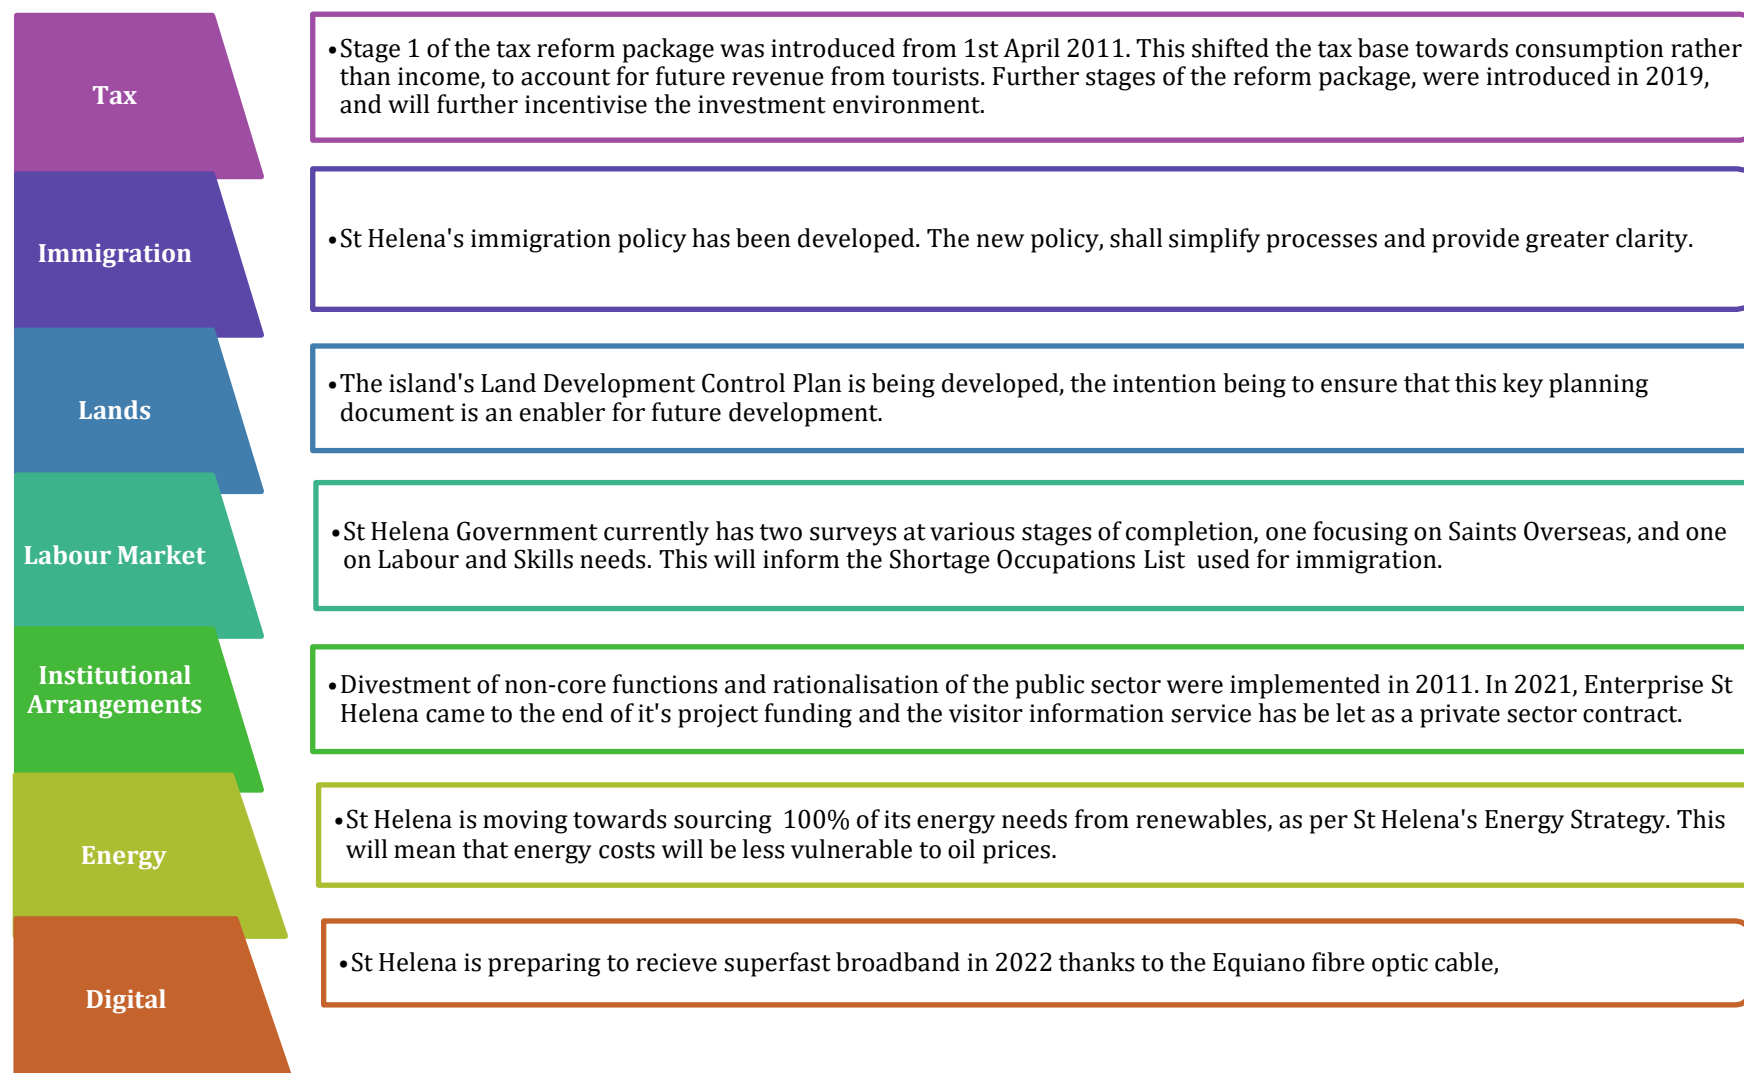 Tax
•Stage 1 of the tax reform package was introduced from 1st April 2011. This shifted the tax base towards consumption rather
than income, to account for future revenue from tourists. Further stages of the reform package, were introduced in 2019,
and will further incentivise the investment environment.
Immigration
•St Helena's immigration policy has been developed. The new policy, shall simplify processes and provide greater clarity.
Lands
•The island's Land Development Control Plan is being developed, the intention being to ensure that this key planning
document is an enabler for future development.
Labour Market
•St Helena Government currently has two surveys at various stages of completion, one focusing on Saints Overseas, and one
on Labour and Skills needs. This will inform the Shortage Occupations List  used for immigration.
Institutional
Arrangements
•Divestment of non-core functions and rationalisation of the public sector were implemented in 2011. In 2021, Enterprise St
Helena came to the end of it's project funding and the visitor information service has be let as a private sector contract.
Energy
•St Helena is moving towards sourcing  100% of its energy needs from renewables, as per St Helena's Energy Strategy. This
will mean that energy costs will be less vulnerable to oil prices.
Digital
•St Helena is preparing to recieve superfast broadband in 2022 thanks to the Equiano fibre optic cable,